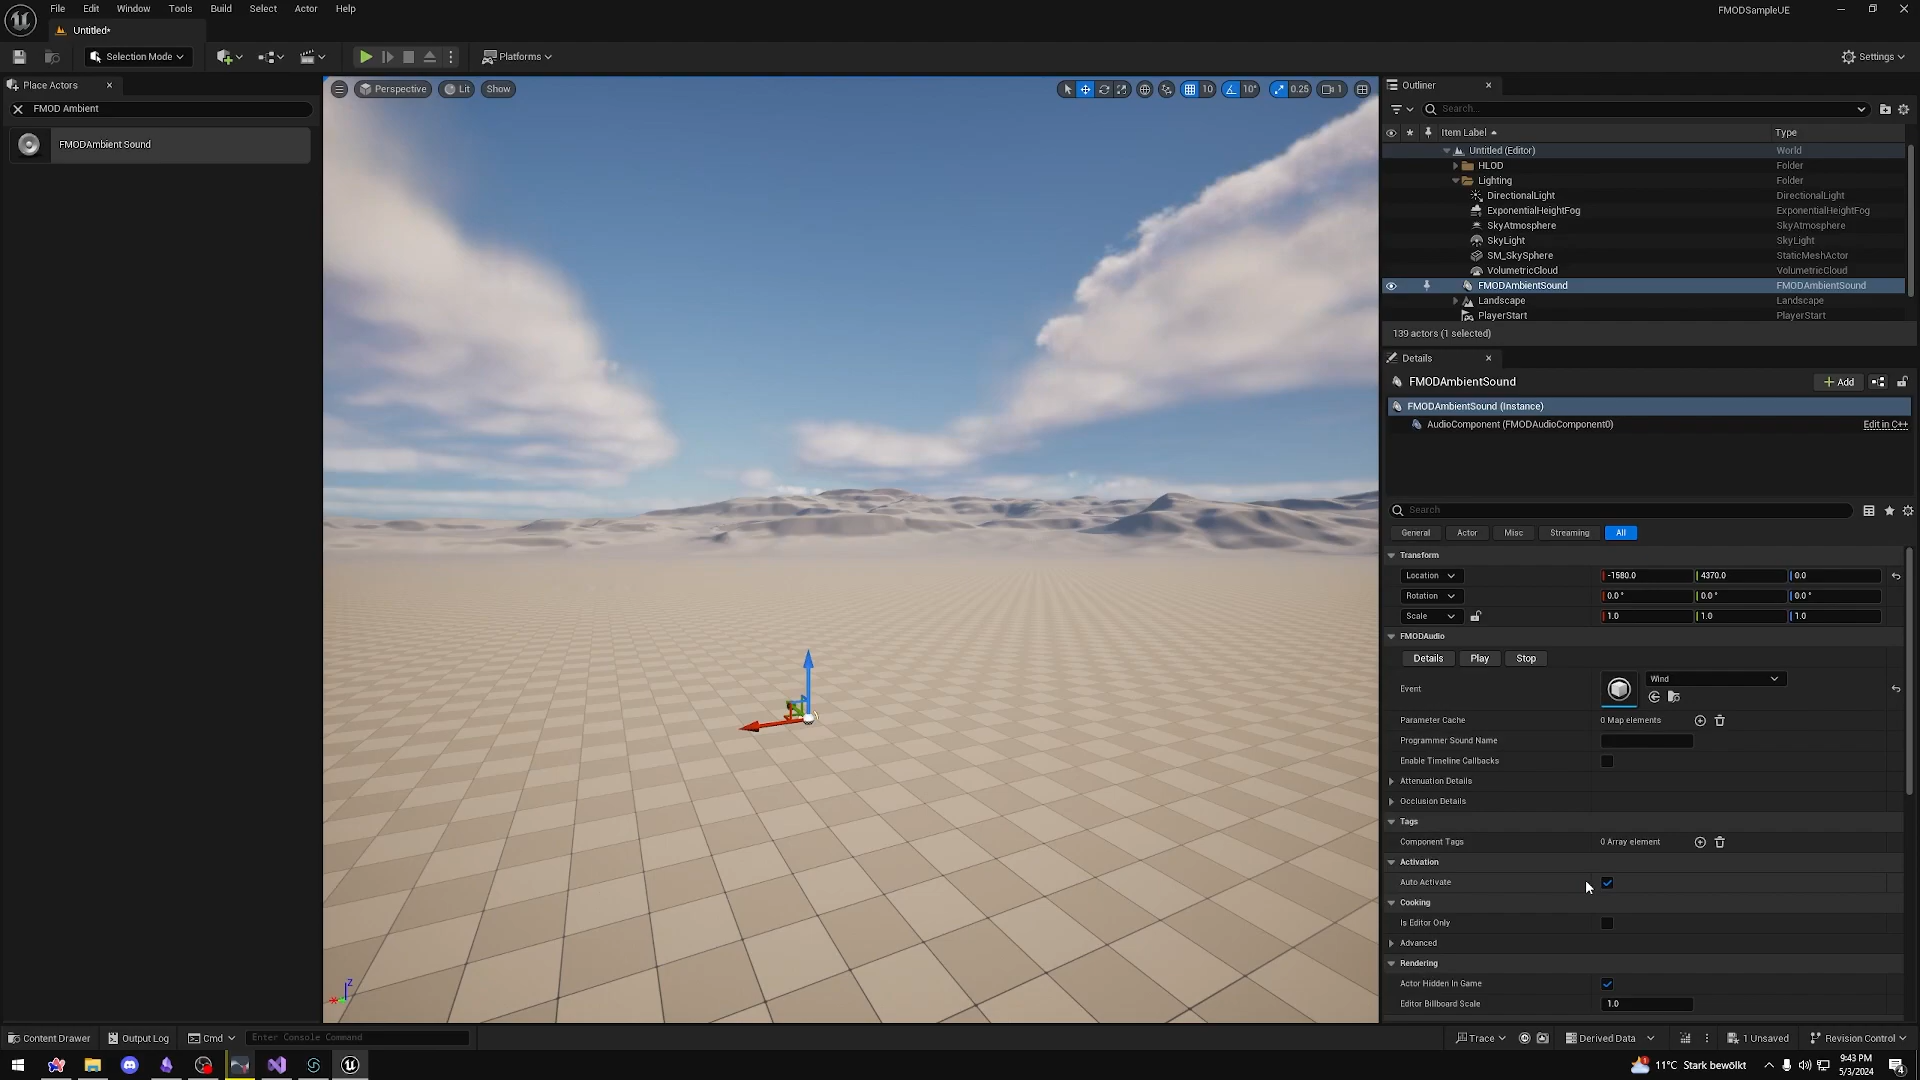 File Edit Window Tools Build Select Actor Help
FMODSampleUE
Untitled*
Selection Mode
Platforms
Settings
Place Actors
FMOD Ambient
FMODAmbient Sound
Perspective
Lit
Show
10
10°
0.25
1
Outliner
Search...
Item Label
Type
Untitled (Editor)
World
HLOD
Folder
Lighting
Folder
DirectionalLight
DirectionalLight
ExponentialHeightFog
ExponentialHeightFog
SkyAtmosphere
SkyAtmosphere
SkyLight
SkyLight
SM_SkySphere
StaticMeshActor
VolumetricCloud
VolumetricCloud
FMODAmbientSound
FMODAmbientSound
Landscape
Landscape
PlayerStart
PlayerStart
139 actors (1 selected)
Details
FMODAmbientSound
Add
FMODAmbientSound (Instance)
AudioComponent (FMODAudioComponent0)
Edit in C++
Search
General
Actor
Misc
Streaming
All
Transform
Location
-1580.0
4370.0
0.0
Rotation
0.0°
0.0°
0.0°
Scale
1.0
1.0
1.0
FMODAudio
Details
Play
Stop
Event
Wind
Parameter Cache
0 Map elements
Programmer Sound Name
Enable Timeline Callbacks
Attenuation Details
Occlusion Details
Tags
Component Tags
0 Array element
Activation
Auto Activate
Cooking
Is Editor Only
Advanced
Rendering
Actor Hidden In Game
Editor Billboard Scale
1.0
Z
Content Drawer
Output Log
Cmd
Enter Console Command
Trace
Derived Data
1 Unsaved
Revision Control
11°C Stark bewölkt
9:43 PM
5/3/2024
4